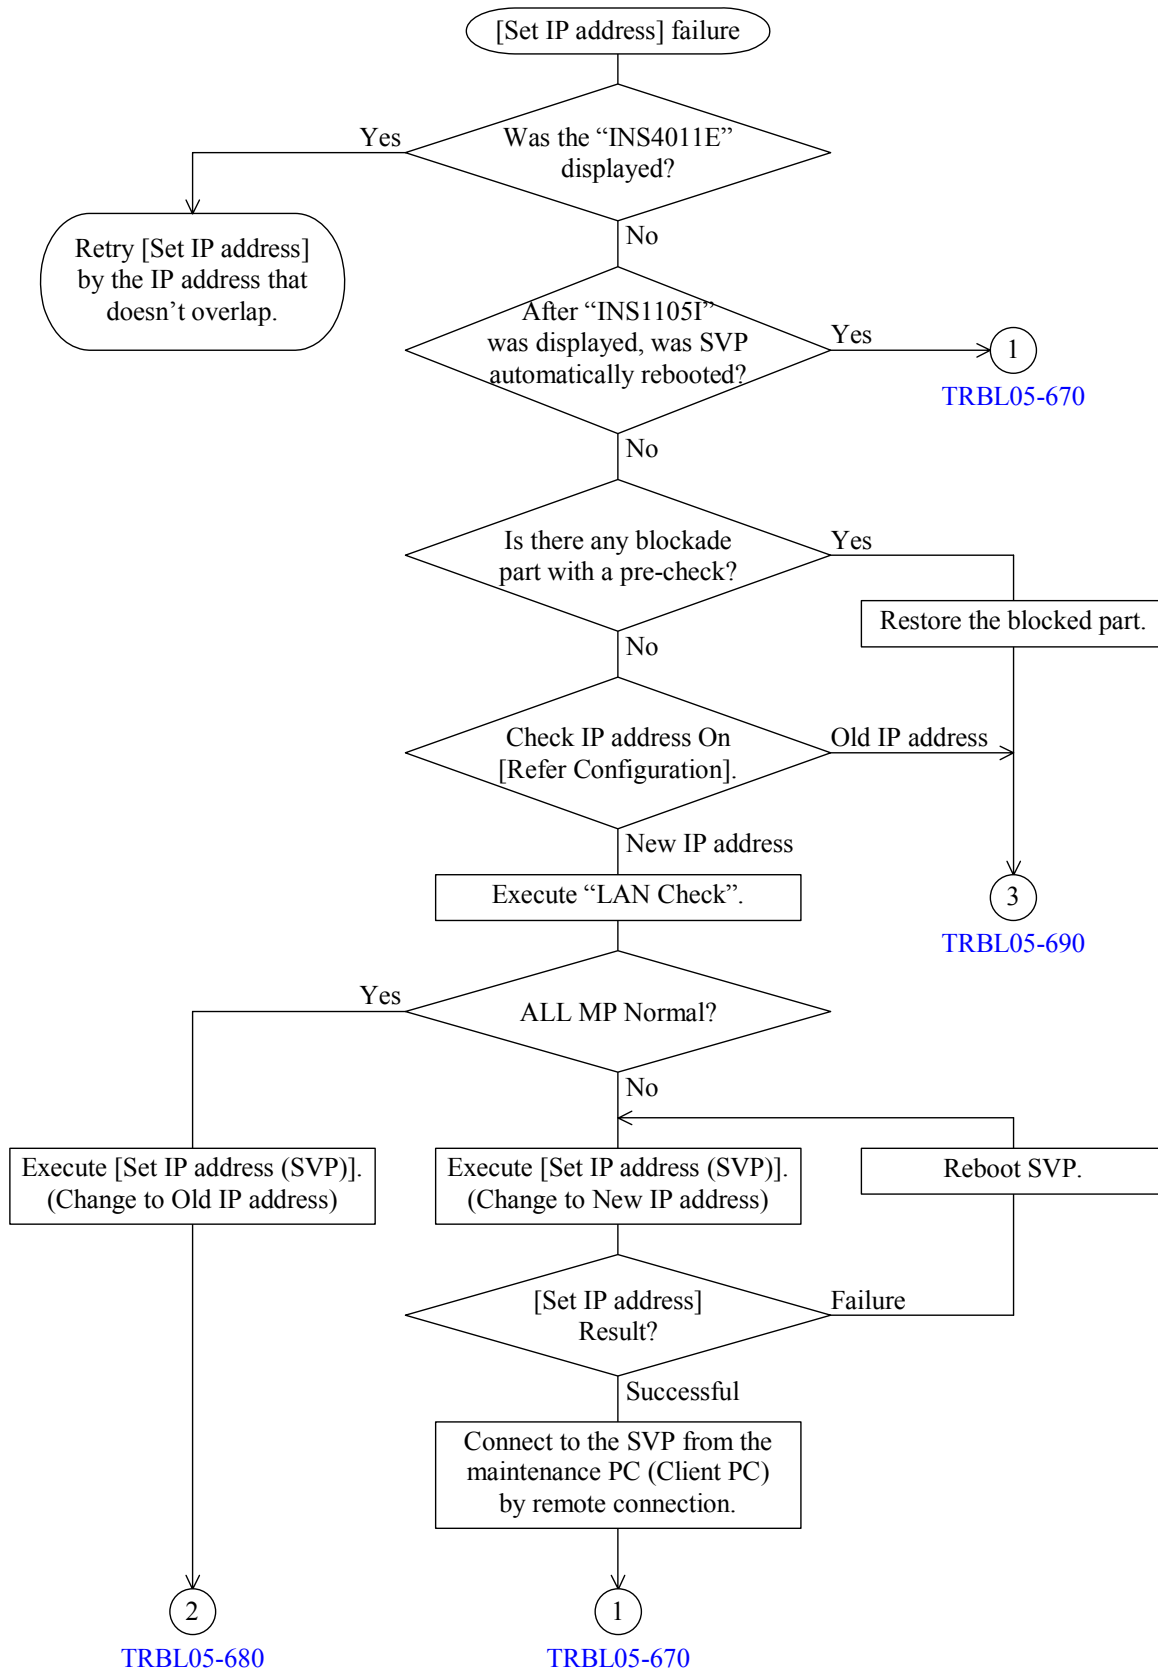 [Set IP address] failure
Was the “INS4011E”
displayed?
Yes
No
Retry [Set IP address]
by the IP address that
doesn’t overlap.
After “INS1105I”
was displayed, was SVP
automatically rebooted?
Yes
1
TRBL05-670
No
Is there any blockade
part with a pre-check?
Yes
Restore the blocked part.
No
Check IP address On
[Refer Configuration].
Old IP address
New IP address
3
TRBL05-690
Execute “LAN Check”.
ALL MP Normal?
Yes
No
Execute [Set IP address (SVP)].
(Change to Old IP address)
Execute [Set IP address (SVP)].
(Change to New IP address)
Reboot SVP.
[Set IP address]
Result?
Failure
Successful
Connect to the SVP from the
maintenance PC (Client PC)
by remote connection.
2
TRBL05-680
1
TRBL05-670